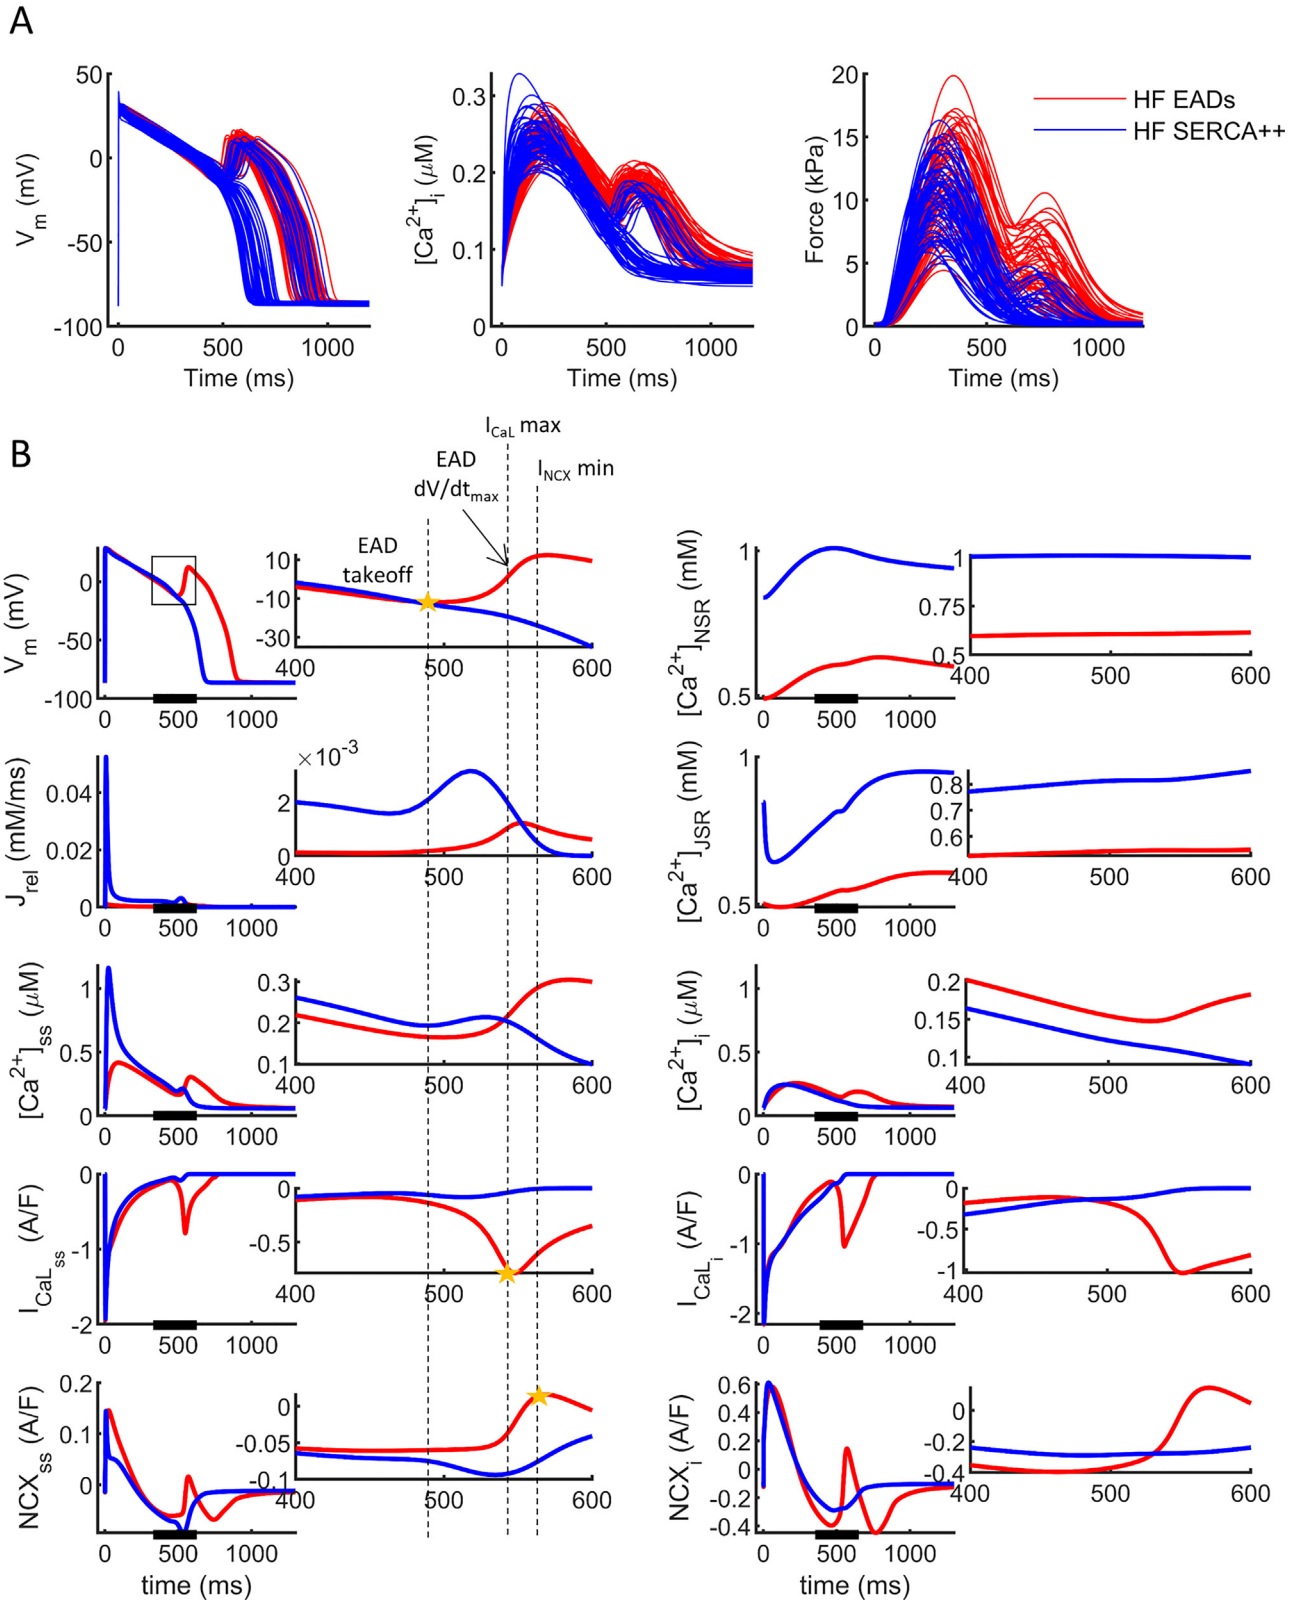 A
50
0
-50
-100
V_m (mV)
0 500 1000
Time (ms)
0.3
0.2
0.1
0
[Ca²⁺]_i (μM)
0 500 1000
Time (ms)
20
15
10
5
0
Force (kPa)
0 500 1000
Time (ms)
HF EADs
HF SERCA++
B
I_CaL max
EAD
dV/dt_max
I_NCX min
EAD
takeoff
V_m (mV)
0
-50
-100
0 500 1000
10
-10
-30
400 500 600
[Ca²⁺]_NSR (mM)
1
0.5
0 500 1000
1
0.75
0.5
400 500 600
J_rel (mM/ms)
0.04
0.02
0
0 500 1000
×10⁻³
2
0
400 500 600
[Ca²⁺]_JSR (mM)
1
0.5
0 500 1000
0.8
0.7
0.6
400 500 600
[Ca²⁺]_ss (μM)
1
0.5
0
0 500 1000
0.3
0.2
0.1
400 500 600
[Ca²⁺]_i (μM)
1
0.5
0
0 500 1000
0.2
0.15
0.1
400 500 600
I_CaL_ss (A/F)
0
-1
-2
0 500 1000
0
-0.5
400 500 600
I_CaL_i (A/F)
0
-1
-2
0 500 1000
0
-0.5
-1
400 500 600
NCX_ss (A/F)
0.2
0.1
0
0 500 1000
time (ms)
0
-0.05
-0.1
400 500 600
NCX_i (A/F)
0.6
0.4
0.2
0
-0.2
-0.4
0 500 1000
time (ms)
0
-0.2
-0.4
400 500 600